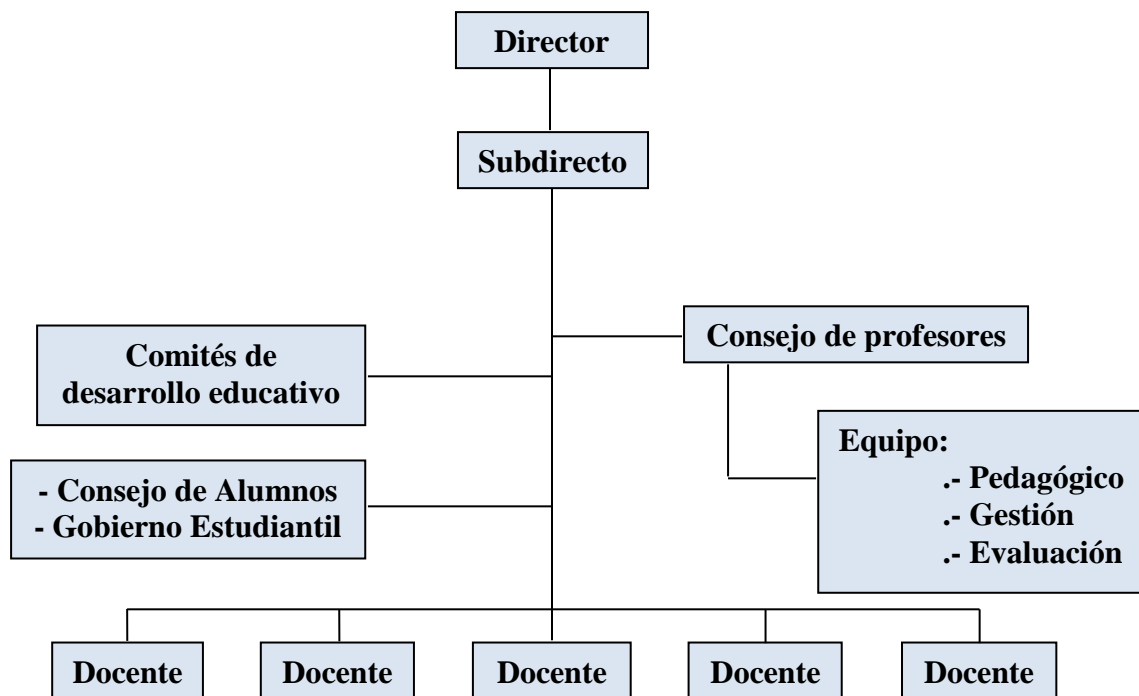 Director
Subdirecto
Consejo de profesores
Comités de
desarrollo educativo
Equipo:
.- Pedagógico
.- Gestión
.- Evaluación
- Consejo de Alumnos
- Gobierno Estudiantil
Docente
Docente
Docente
Docente
Docente